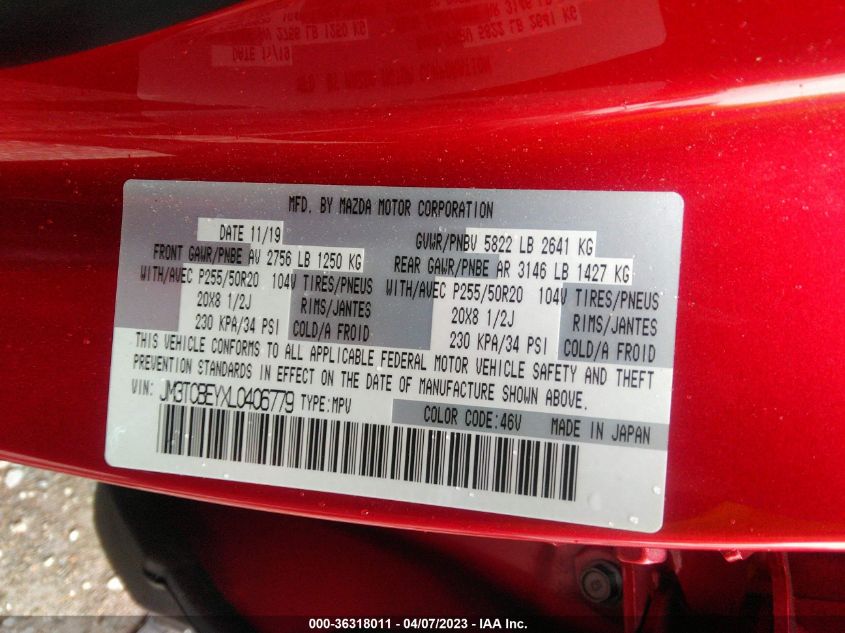 MFD. BY MAZDA MOTOR CORPORATION
DATE 11/19
GVWR/PNBV 5822 LB 2641 KG
FRONT GAWR/PNBE AV 2756 LB 1250 KG
REAR GAWR/PNBE AR 3146 LB 1427 KG
WITH/AVEC P255/50R20 104V TIRES/PNEUS
WITH/AVEC P255/50R20 104V TIRES/PNEUS
20X8 1/2J RIMS/JANTES
20X8 1/2J RIMS/JANTES
230 KPA/34 PSI COLD/A FROID
230 KPA/34 PSI COLD/A FROID
THIS VEHICLE CONFORMS TO ALL APPLICABLE FEDERAL MOTOR VEHICLE SAFETY AND THEFT
PREVENTION STANDARDS IN EFFECT ON THE DATE OF MANUFACTURE SHOWN ABOVE.
VIN: JM3TCBEYXL0406779 TYPE:MPV
COLOR CODE:46V MADE IN JAPAN
000-36318011 - 04/07/2023 - IAA Inc.